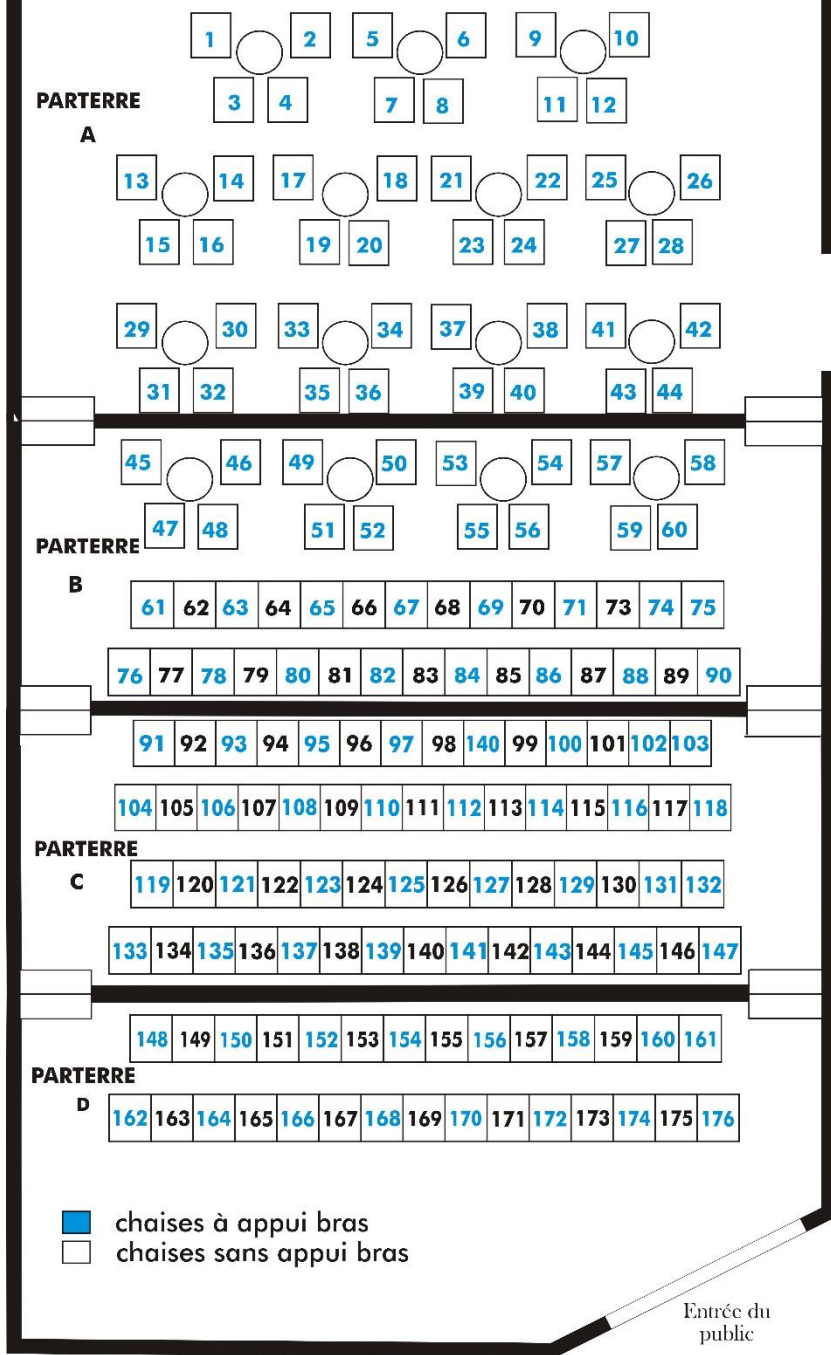 1 2 5 6 9 10
3 4 7 8 11 12
PARTERRE
A
13 14 17 18 21 22 25 26
15 16 19 20 23 24 27 28
29 30 33 34 37 38 41 42
31 32 35 36 39 40 43 44
45 46 49 50 53 54 57 58
47 48 51 52 55 56 59 60
PARTERRE
B
61 62 63 64 65 66 67 68 69 70 71 73 74 75
76 77 78 79 80 81 82 83 84 85 86 87 88 89 90
91 92 93 94 95 96 97 98 140 99 100 101 102 103
104 105 106 107 108 109 110 111 112 113 114 115 116 117 118
PARTERRE
C
119 120 121 122 123 124 125 126 127 128 129 130 131 132
133 134 135 136 137 138 139 140 141 142 143 144 145 146 147
148 149 150 151 152 153 154 155 156 157 158 159 160 161
PARTERRE
D
162 163 164 165 166 167 168 169 170 171 172 173 174 175 176
chaises à appui bras
chaises sans appui bras
Entrée du
public